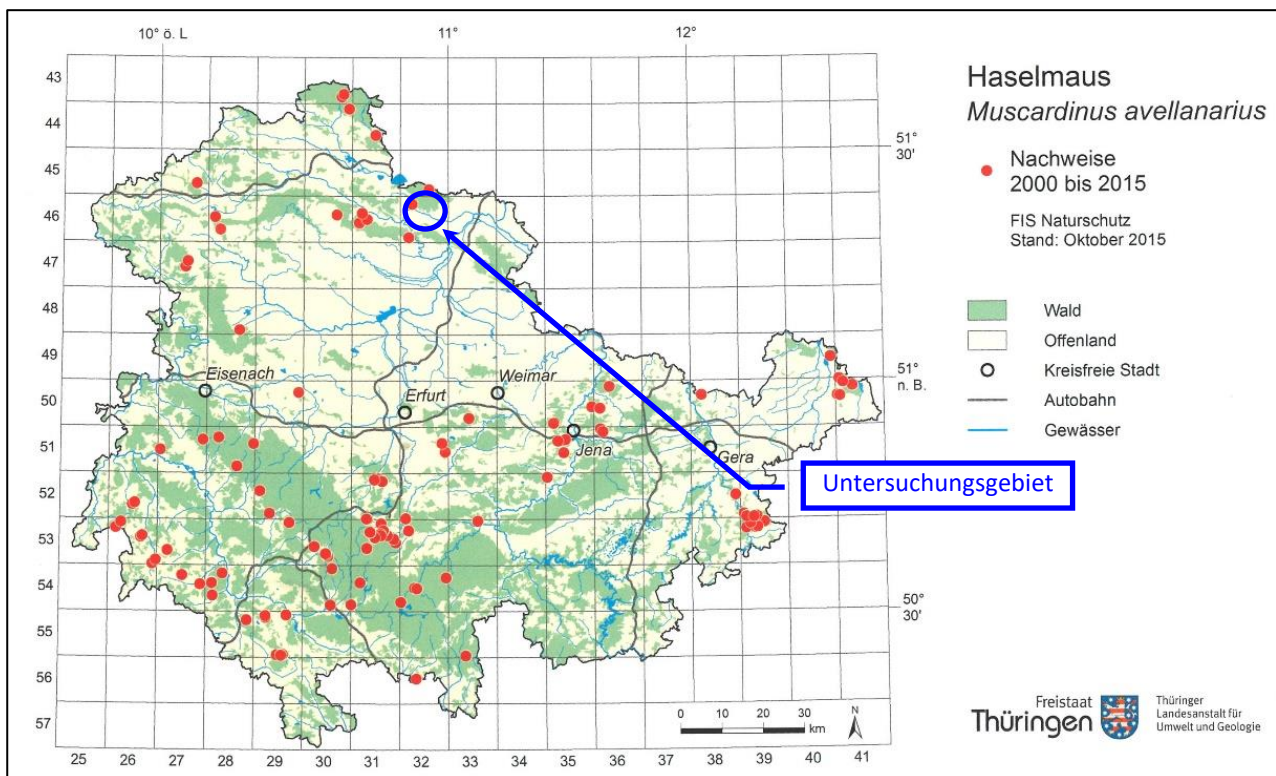 10° ö. L
11°
12°
43
44
45
46
47
48
49
50
51
52
53
54
55
56
57
25 26 27 28 29 30 31 32 33 34 35 36 37 38 39 40 41
51°
30'
51°
n. B.
50°
30'
Eisenach
Erfurt
Weimar
Jena
Gera
Untersuchungsgebiet
0 10 20 30
km
N
Haselmaus
Muscardinus avellanarius
Nachweise
2000 bis 2015
FIS Naturschutz
Stand: Oktober 2015
Wald
Offenland
Kreisfreie Stadt
Autobahn
Gewässer
Freistaat
Thüringen
Thüringer
Landesanstalt für
Umwelt und Geologie